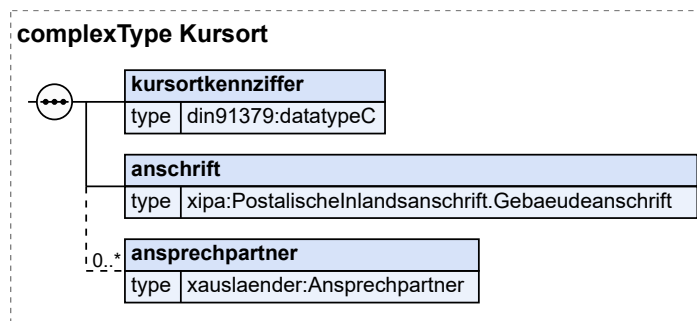 complexType Kursort
kursortkennziffer
type din91379:datatypeC
anschrift
type xipa:PostalischeInlandsanschrift.Gebaeudeanschrift
0..* ansprechpartner
type xauslaender:Ansprechpartner